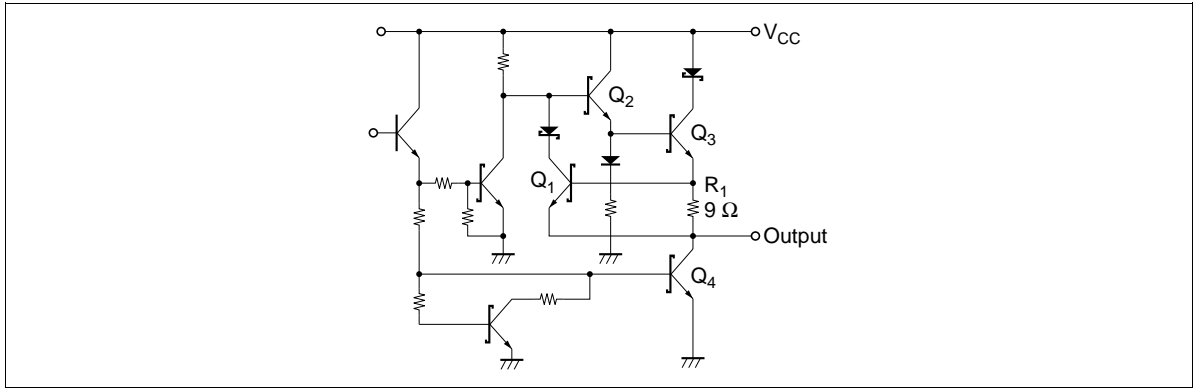 V_CC
Q_2
Q_3
Q_1
R_1
9 Ω
Output
Q_4